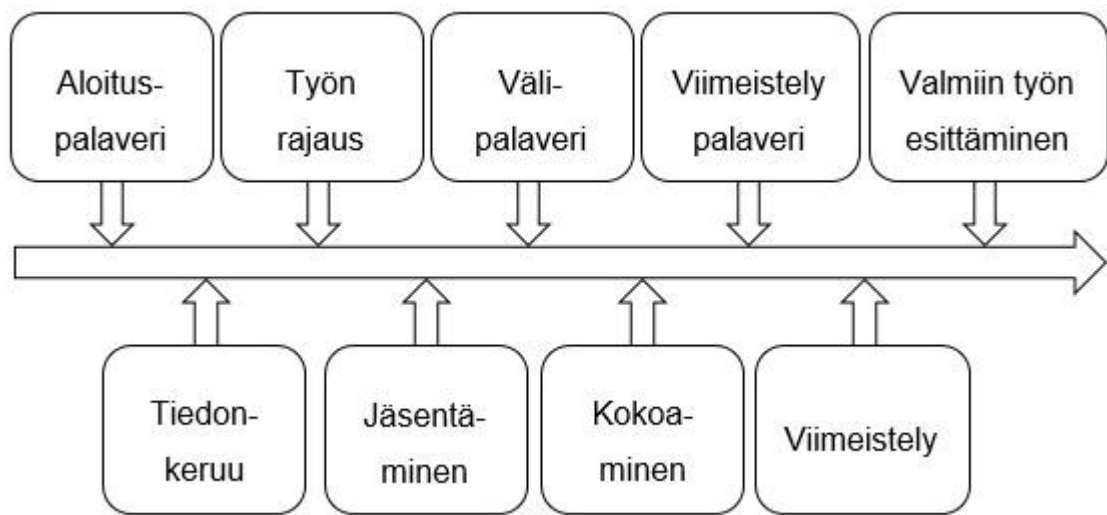 Aloitus-
palaveri
Työn
rajaus
Väli-
palaveri
Viimeistely
palaveri
Valmiin työn
esittäminen
Tiedon-
keruu
Jäsentä-
minen
Kokoa-
minen
Viimeistely